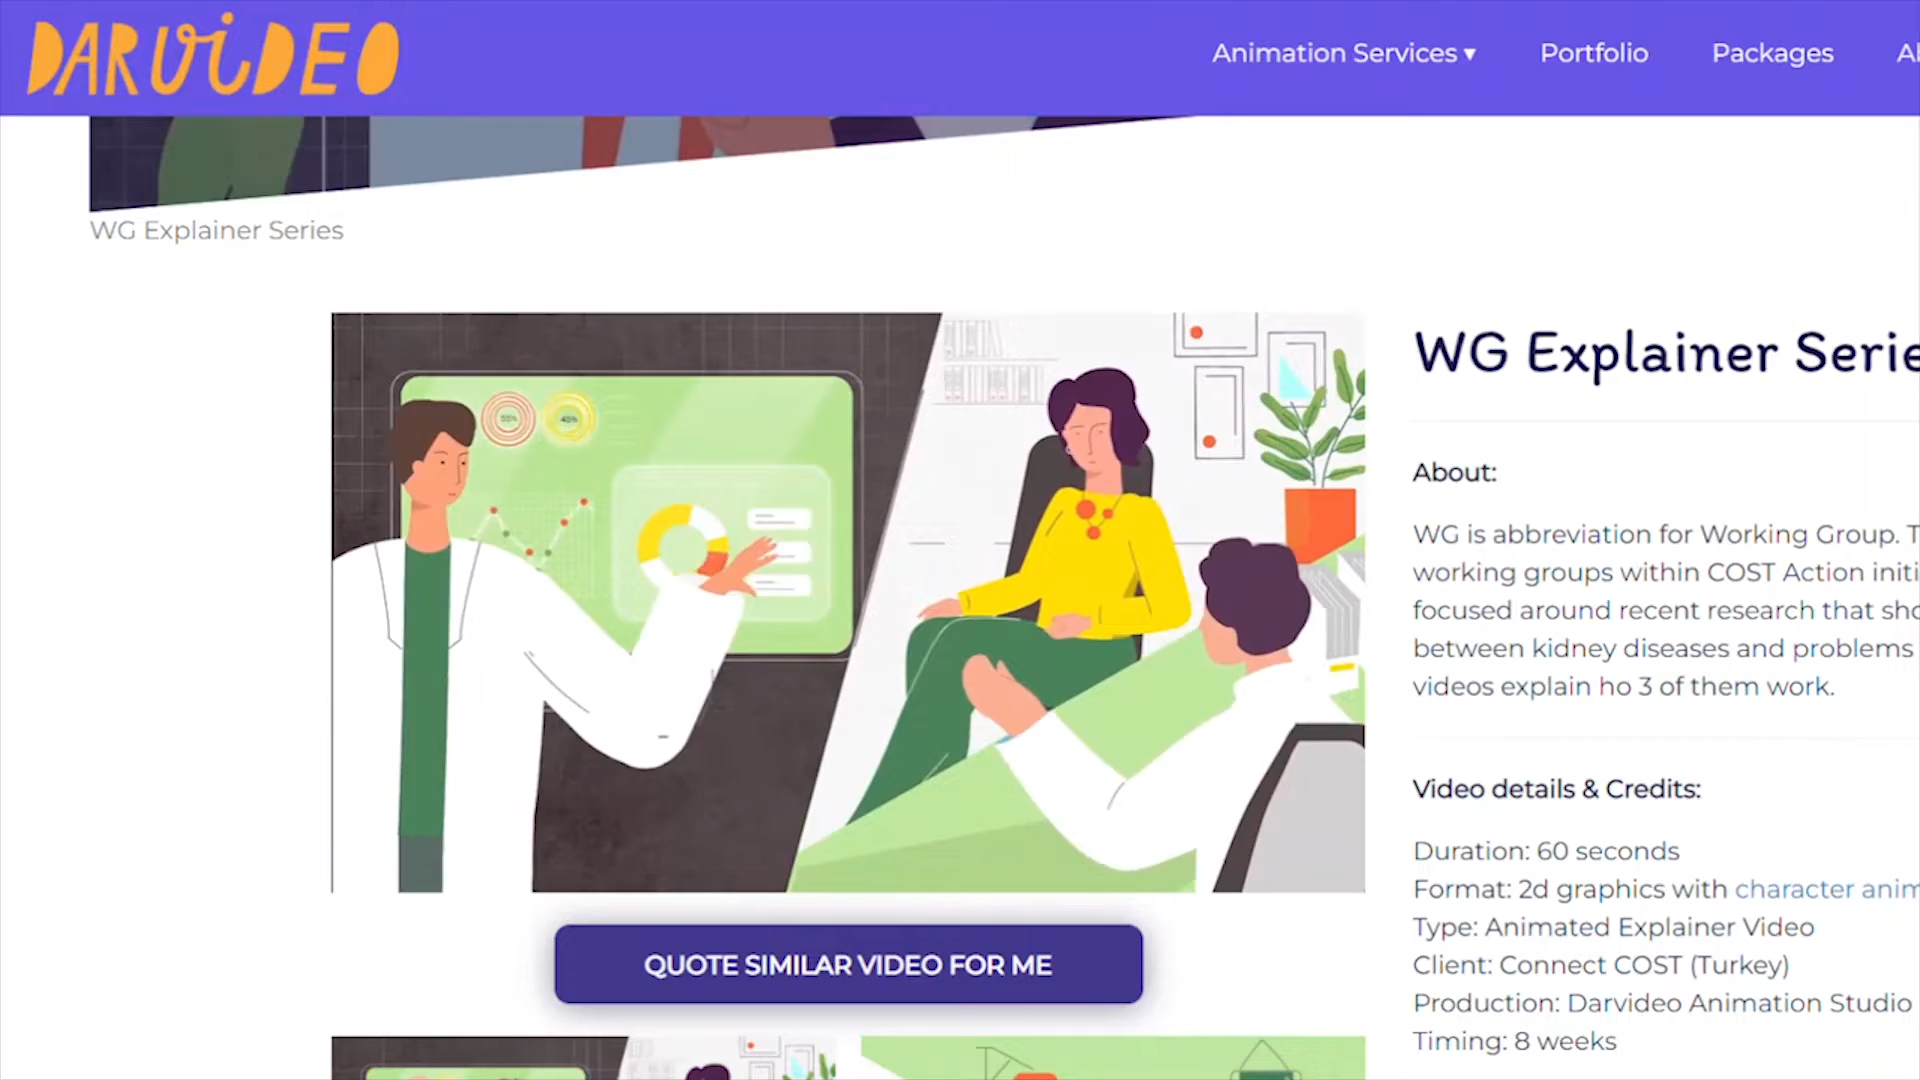 DARVIDEO
Animation Services ▾
Portfolio
Packages
WG Explainer Series
55%
45%
QUOTE SIMILAR VIDEO FOR ME
WG Explainer Serie
About:
WG is abbreviation for Working Group. T
working groups within COST Action initi
focused around recent research that sho
between kidney diseases and problems
videos explain ho 3 of them work.
Video details & Credits:
Duration: 60 seconds
Format: 2d graphics with character anim
Type: Animated Explainer Video
Client: Connect COST (Turkey)
Production: Darvideo Animation Studio
Timing: 8 weeks